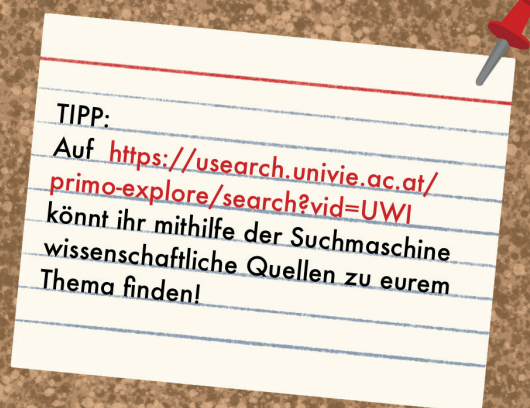 TIPP:
Auf https://usearch.univie.ac.at/
primo-explore/search?vid=UWI
könnt ihr mithilfe der Suchmaschine
wissenschaftliche Quellen zu eurem
Thema finden!